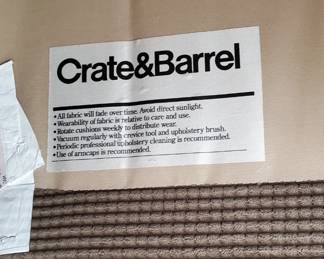 Crate&Barrel
•All fabric will fade over time. Avoid direct sunlight.
•Wearability of fabric is relative to care and use.
•Rotate cushions weekly to distribute wear.
•Vacuum regularly with crevice tool and upholstery brush.
•Periodic professional upholstery cleaning is recommended.
•Use of armcaps is recommended.